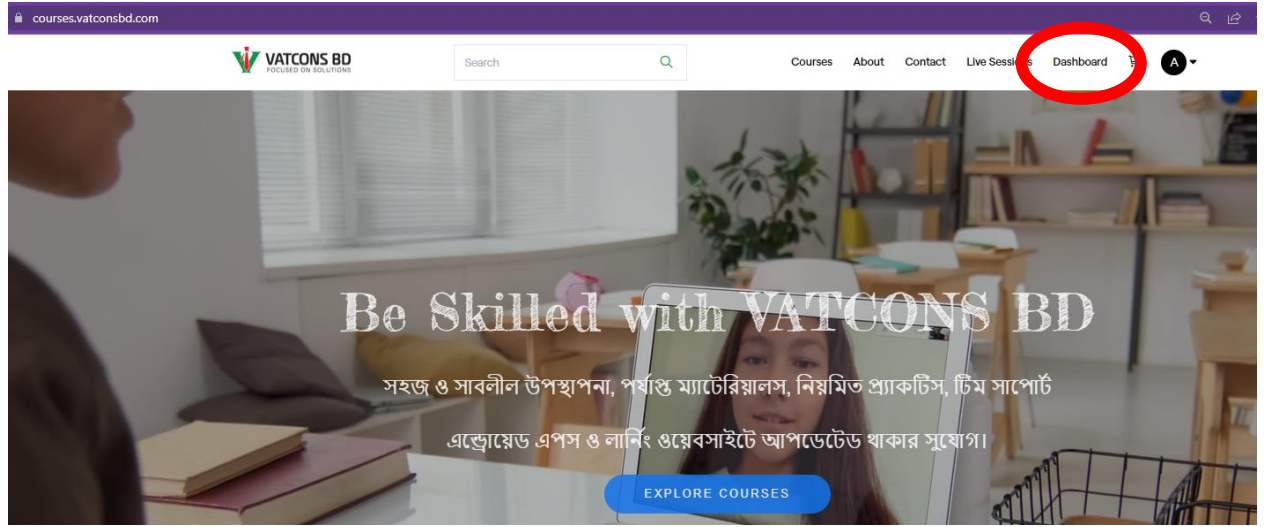 courses.vatconsbd.com
VATCONS BD
FOCUSED ON SOLUTIONS
Search
Courses About Contact Live Sessions Dashboard A
Be Skilled with VATCONS BD
সহজ ও সাবলীল উপস্থাপনা, পর্যাপ্ত ম্যাটেরিয়ালস, নিয়মিত প্র্যাকটিস, টিম সাপোর্ট
এন্ড্রোয়েড এপস ও লার্নিং ওয়েবসাইটে আপডেটেড থাকার সুযোগ।
EXPLORE COURSES